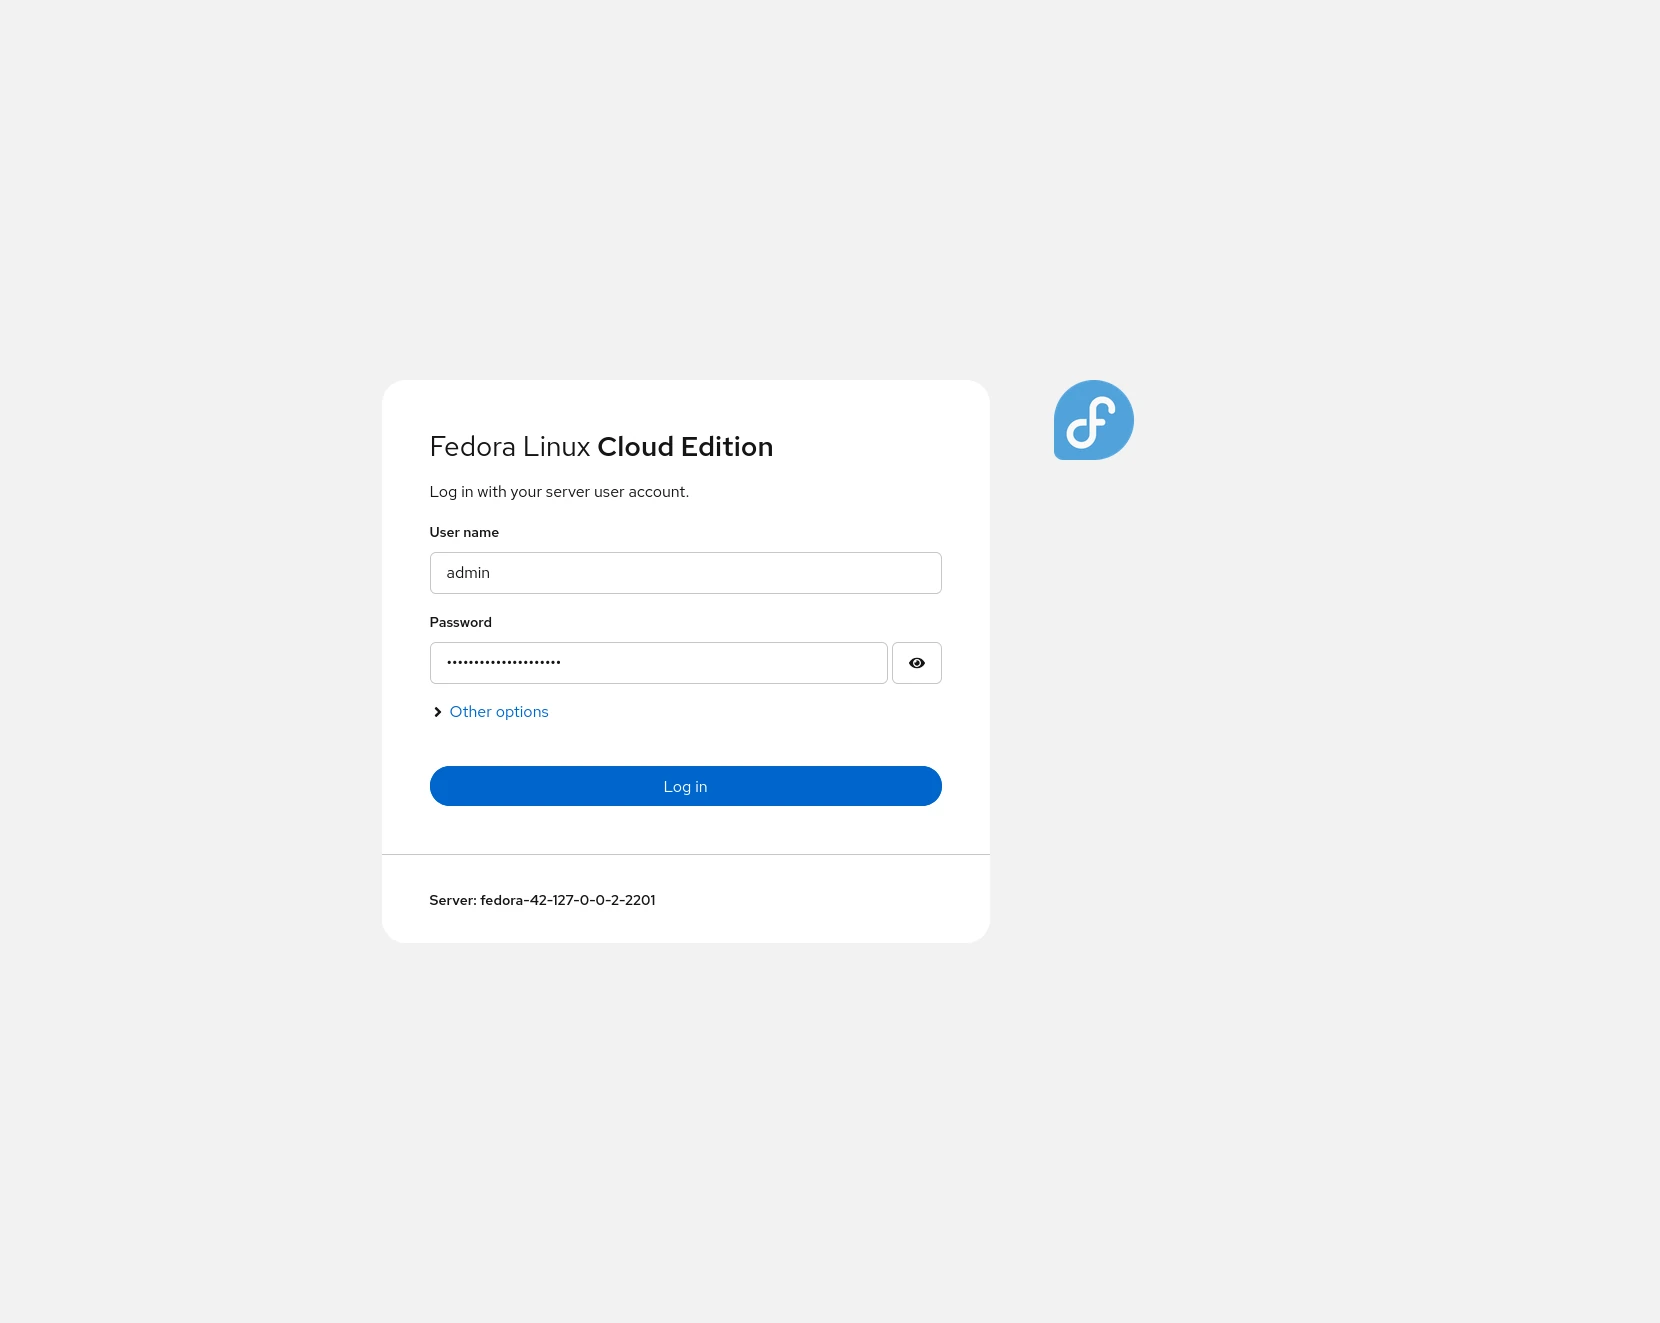 Fedora Linux Cloud Edition
Log in with your server user account.
User name
admin
Password
•••••••••••••••••••••
Other options
Log in
Server: fedora-42-127-0-0-2-2201